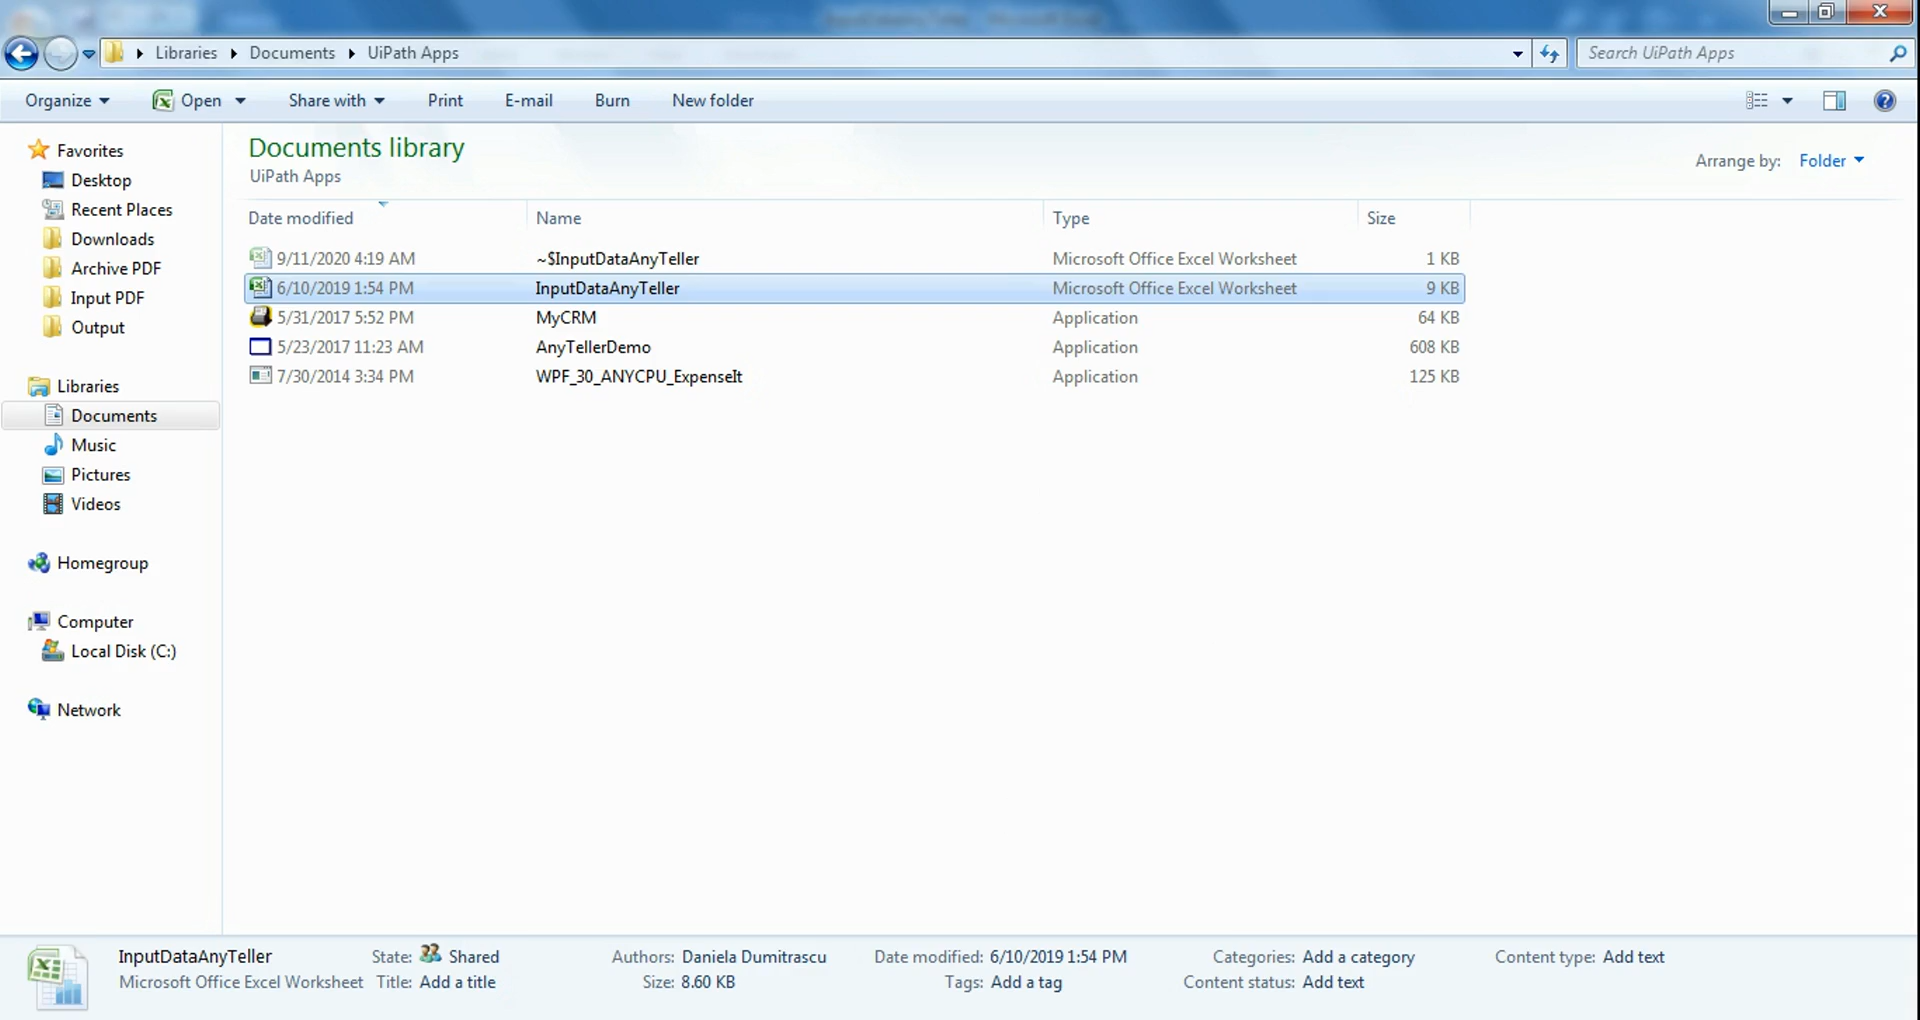 Libraries Documents UiPath Apps Search UiPath Apps
Organize Open Share with Print E-mail Burn New folder
Favorites
Desktop
Recent Places
Downloads
Archive PDF
Input PDF
Output
Libraries
Documents
Music
Pictures
Videos
Homegroup
Computer
Local Disk (C:)
Network
Documents library
UiPath Apps
Arrange by: Folder
Date modified Name Type Size
9/11/2020 4:19 AM ~$InputDataAnyTeller Microsoft Office Excel Worksheet 1 KB
6/10/2019 1:54 PM InputDataAnyTeller Microsoft Office Excel Worksheet 9 KB
5/31/2017 5:52 PM MyCRM Application 64 KB
5/23/2017 11:23 AM AnyTellerDemo Application 608 KB
7/30/2014 3:34 PM WPF_30_ANYCPU_ExpenseIt Application 125 KB
InputDataAnyTeller State: Shared Authors: Daniela Dumitrascu Date modified: 6/10/2019 1:54 PM Categories: Add a category Content type: Add text
Microsoft Office Excel Worksheet Title: Add a title Size: 8.60 KB Tags: Add a tag Content status: Add text